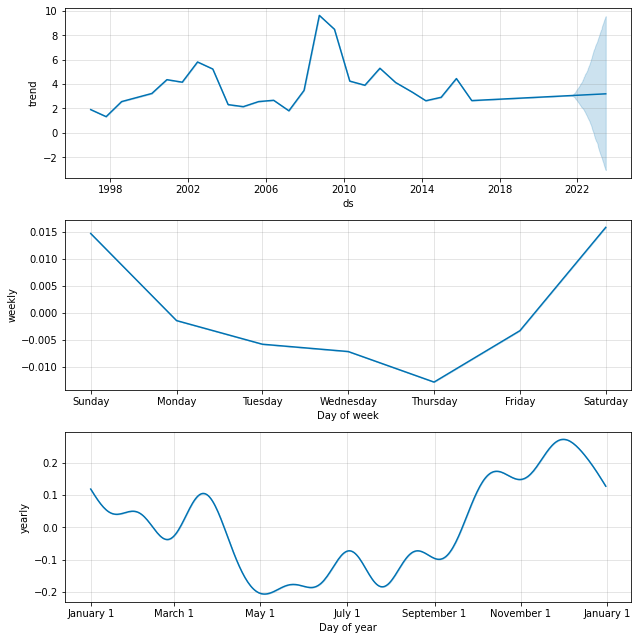 10
8
6
4
2
0
−2
trend
1998
2002
2006
2010
2014
2018
2022
ds
0.015
0.010
0.005
0.000
−0.005
−0.010
weekly
Sunday
Monday
Tuesday
Wednesday
Thursday
Friday
Saturday
Day of week
0.2
0.1
0.0
−0.1
−0.2
yearly
January 1
March 1
May 1
July 1
September 1
November 1
January 1
Day of year